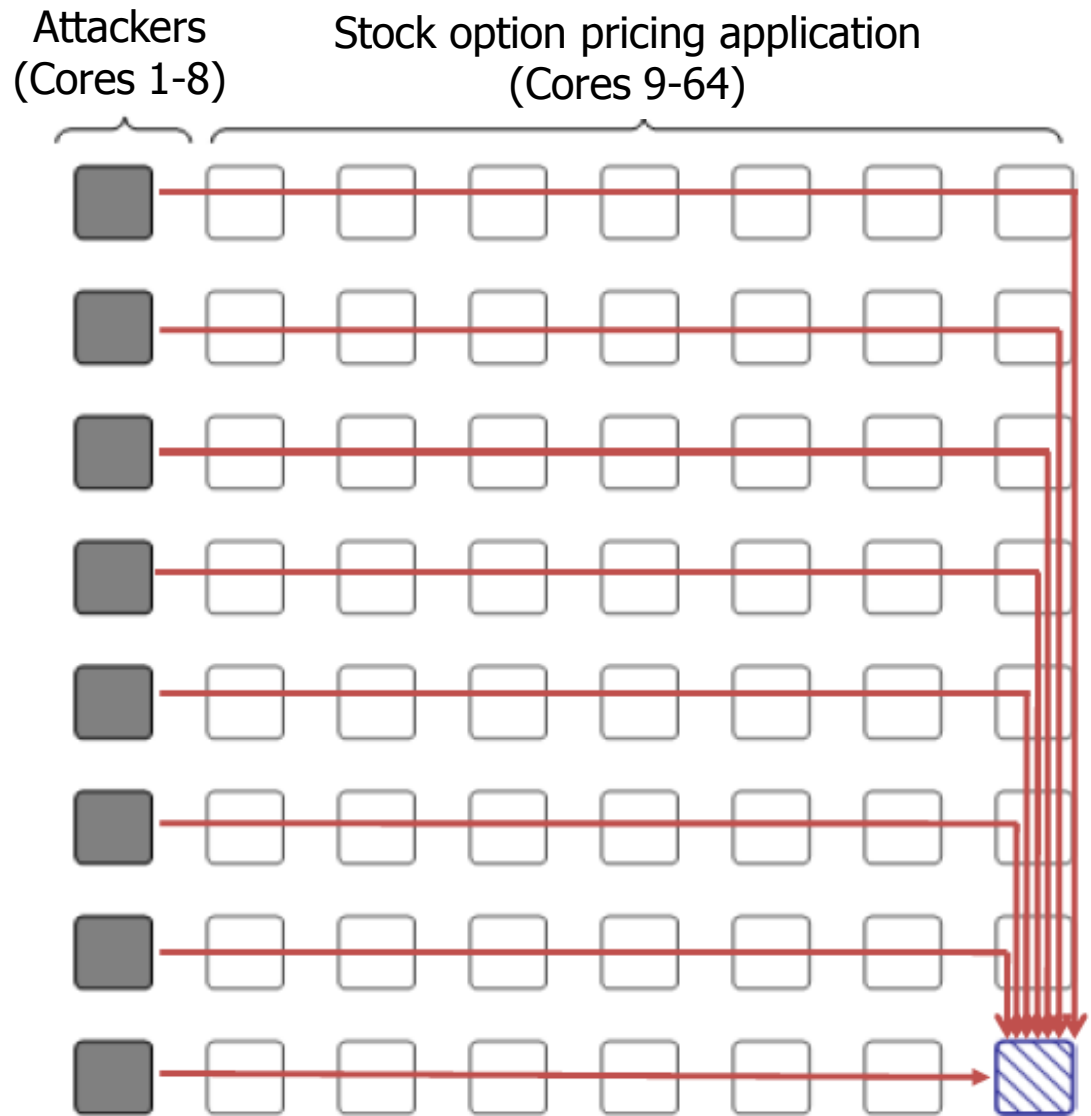 Attackers
(Cores 1-8)
Stock option pricing application
(Cores 9-64)